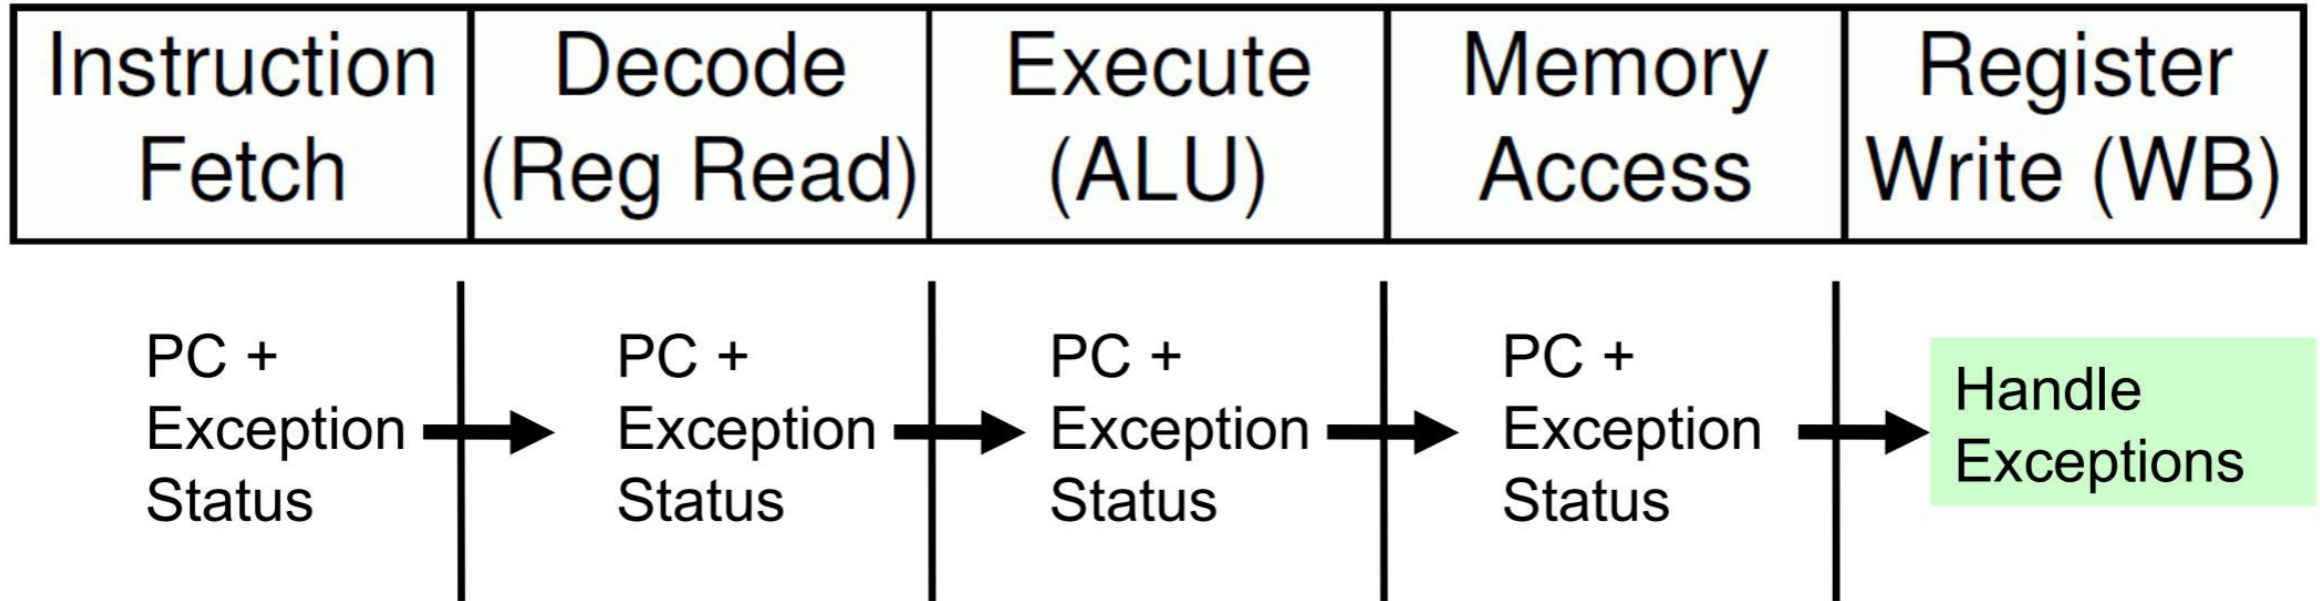 Instruction
Fetch
Decode
(Reg Read)
Execute
(ALU)
Memory
Access
Register
Write (WB)
PC +
Exception
Status
PC +
Exception
Status
PC +
Exception
Status
PC +
Exception
Status
Handle
Exceptions